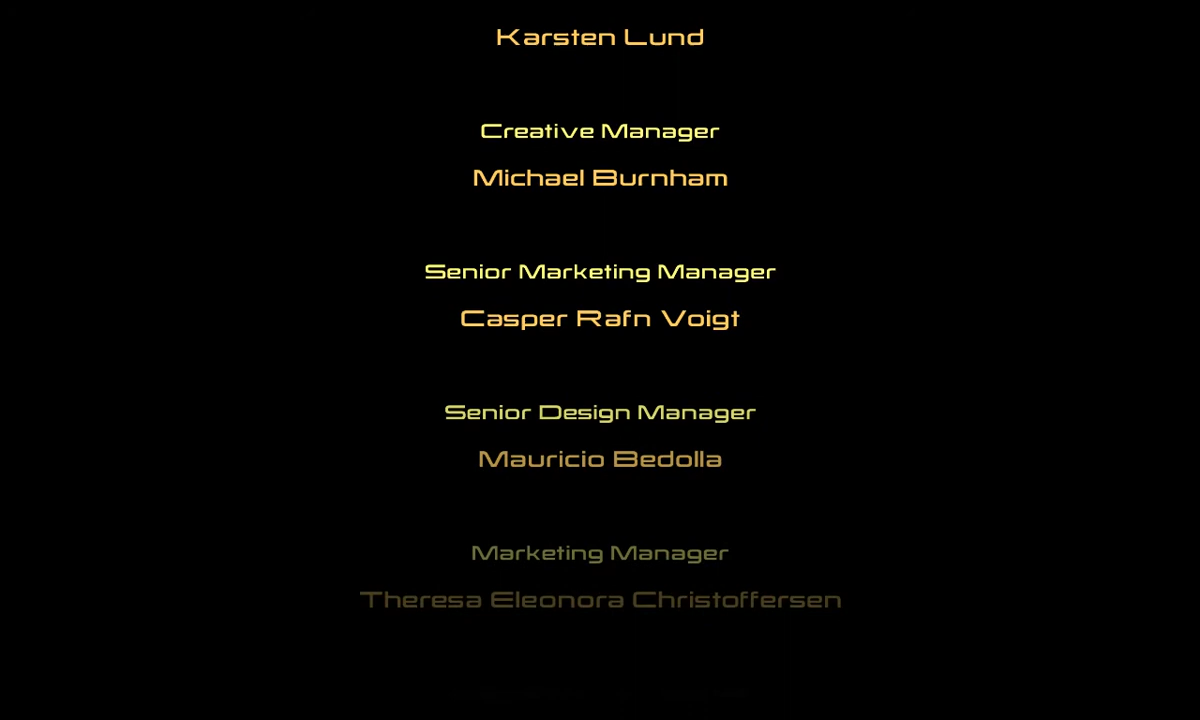 Karsten Lund
Creative Manager
Michael Burnham
Senior Marketing Manager
Casper Rafn Voigt
Senior Design Manager
Mauricio Bedolla
Marketing Manager
Theresa Eleonora Christoffersen